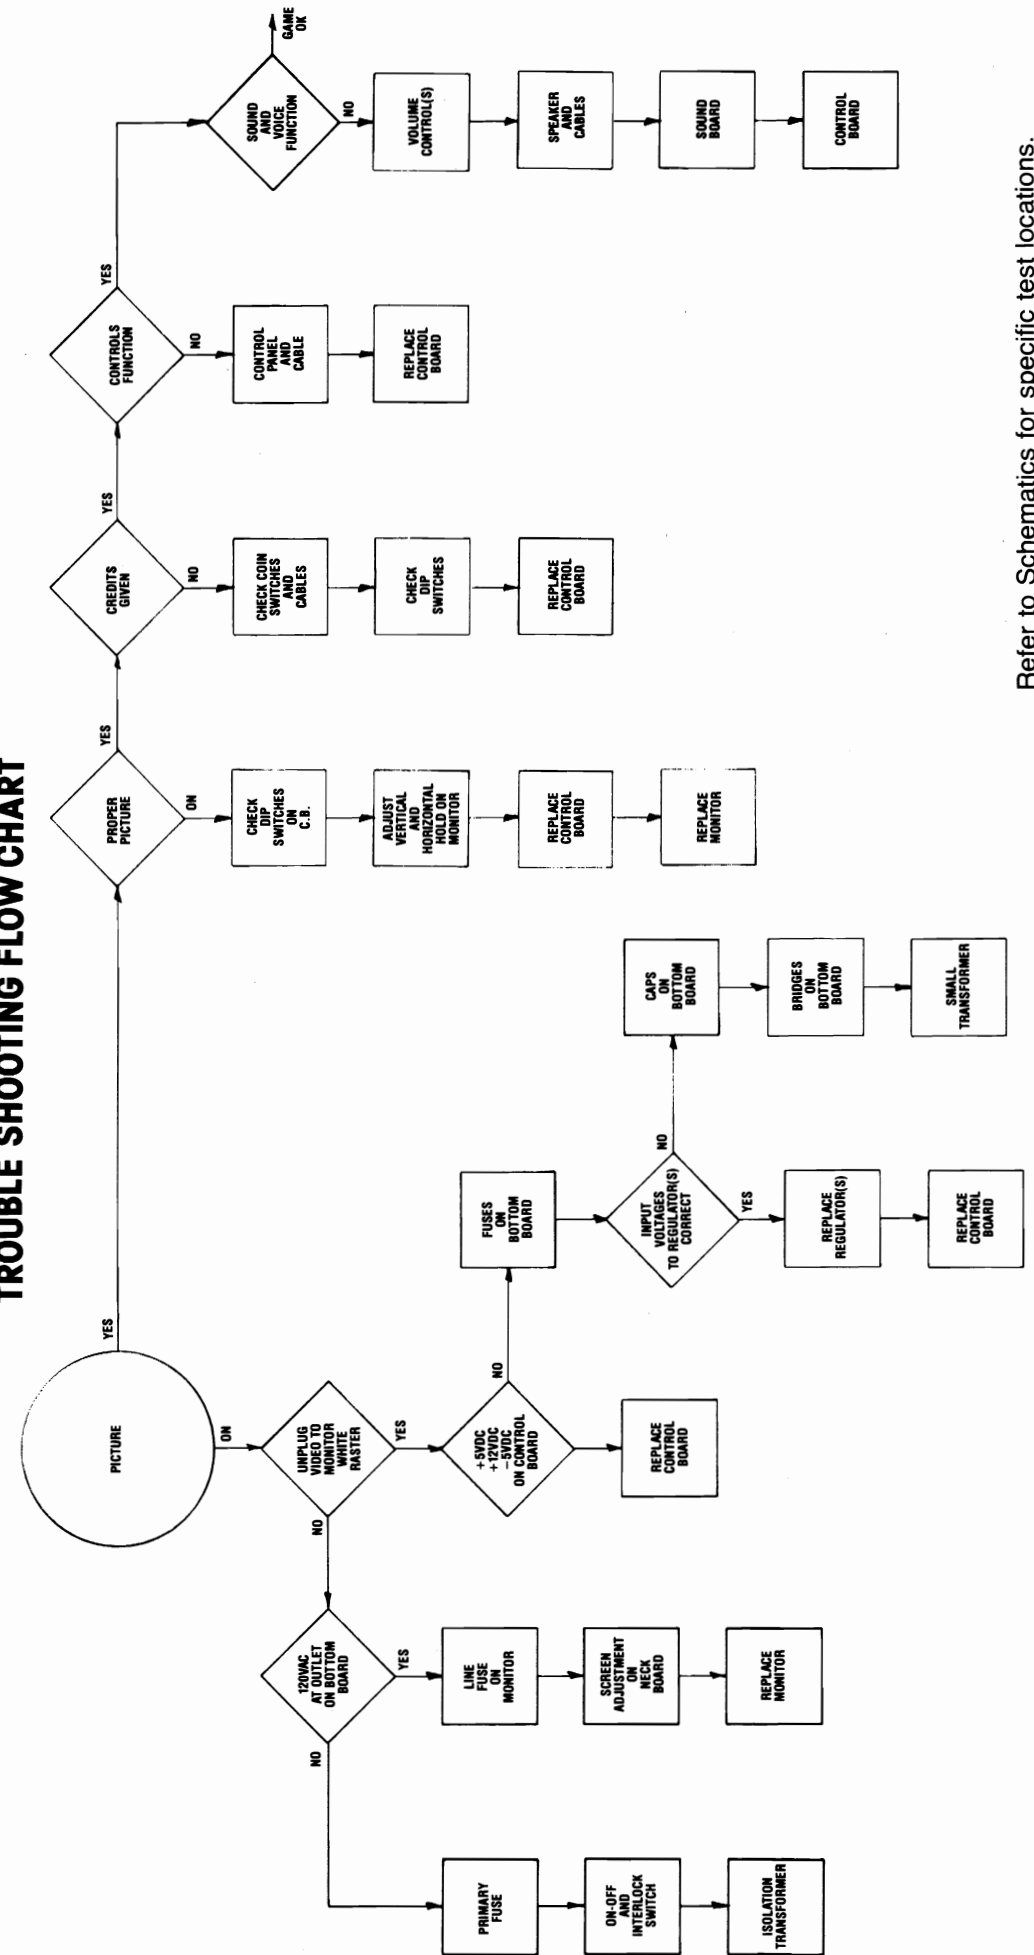 TROUBLE SHOOTING FLOW CHART
PICTURE
YES
ON
PROPER
PICTURE
YES
ON
CREDITS
GIVEN
YES
NO
CONTROLS
FUNCTION
YES
NO
SOUND
AND
VOICE
FUNCTION
GAME
OK
NO
UNPLUG
VIDEO TO
MONITOR
WHITE
RASTER
NO
YES
120VAC
AT OUTLET
ON BOTTOM
BOARD
NO
YES
PRIMARY
FUSE
ON-OFF
AND
INTERLOCK
SWITCH
ISOLATION
TRANSFORMER
LINE
FUSE
ON
MONITOR
SCREEN
ADJUSTMENT
ON
NECK
BOARD
REPLACE
MONITOR
+5VDC
+12VDC
-5VDC
ON CONTROL
BOARD
NO
REPLACE
CONTROL
BOARD
FUSES
ON
BOTTOM
BOARD
INPUT
VOLTAGES
TO REGULATOR(S)
CORRECT
NO
YES
REPLACE
REGULATOR(S)
REPLACE
CONTROL
BOARD
CAPS
ON
BOTTOM
BOARD
BRIDGES
ON
BOTTOM
BOARD
SMALL
TRANSFORMER
CHECK
DIP
SWITCHES
ON
C.B.
ADJUST
VERTICAL
AND
HORIZONTAL
HOLD ON
MONITOR
REPLACE
CONTROL
BOARD
REPLACE
MONITOR
CHECK COIN
SWITCHES
AND
CABLES
CHECK
DIP
SWITCHES
REPLACE
CONTROL
BOARD
CONTROL
PANEL
AND
CABLE
REPLACE
CONTROL
BOARD
VOLUME
CONTROL(S)
SPEAKER
AND
CABLES
SOUND
BOARD
CONTROL
BOARD
Refer to Schematics for specific test locations.